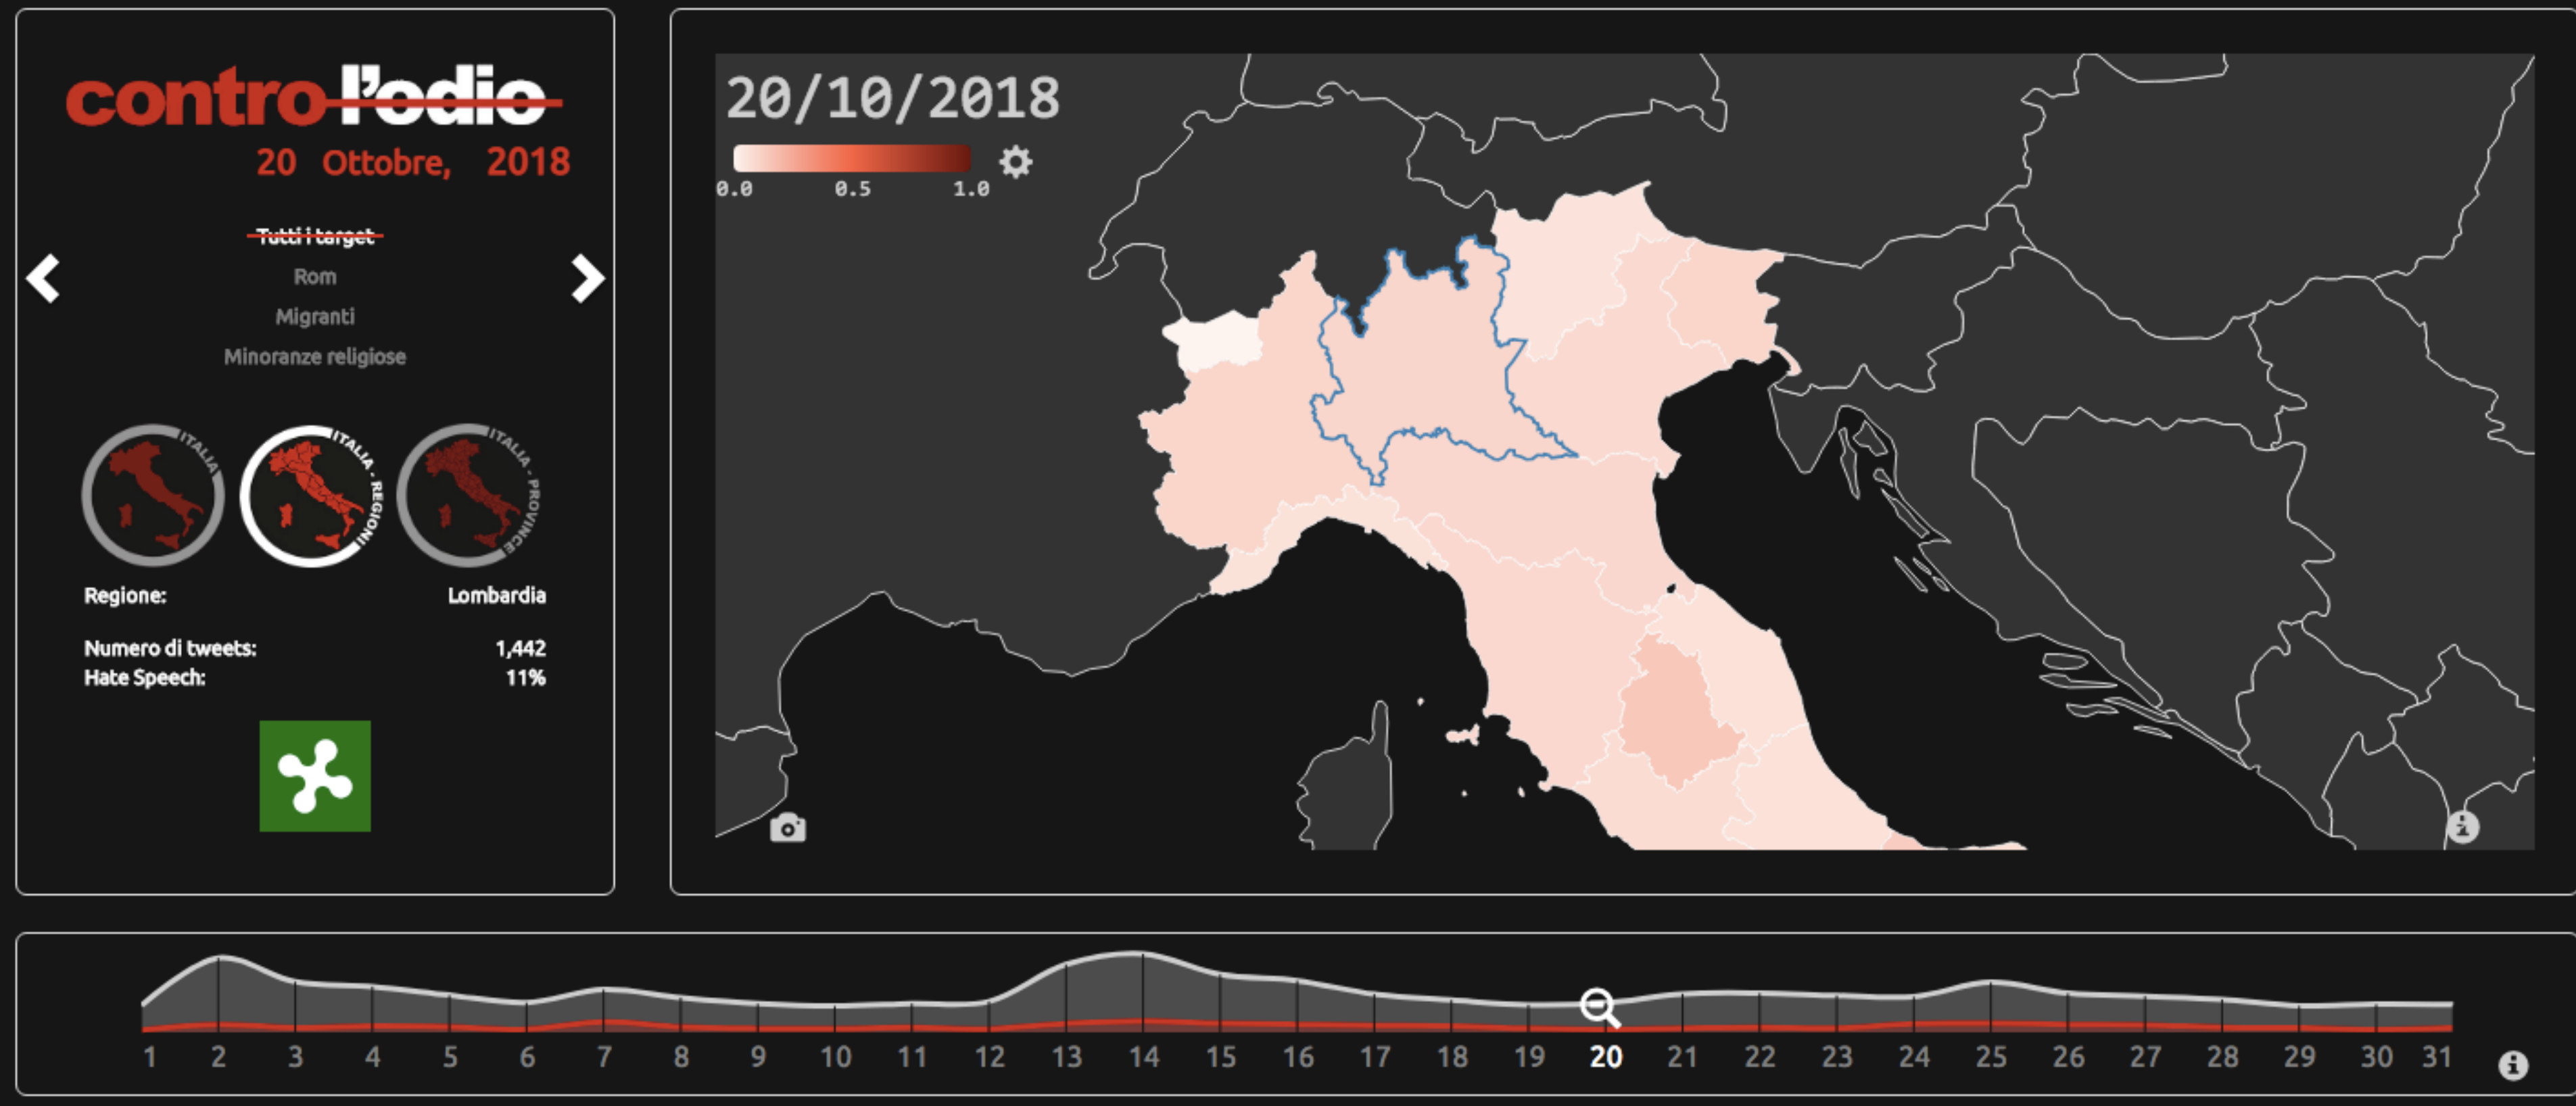 contro l'odio
20 Ottobre, 2018
Tutti i target
Rom
Migranti
Minoranze religiose
ITALIA
ITALIA - REGIONI
ITALIA - PROVINCE
Regione: Lombardia
Numero di tweets: 1,442
Hate Speech: 11%
20/10/2018
0.0 0.5 1.0
1 2 3 4 5 6 7 8 9 10 11 12 13 14 15 16 17 18 19 20 21 22 23 24 25 26 27 28 29 30 31